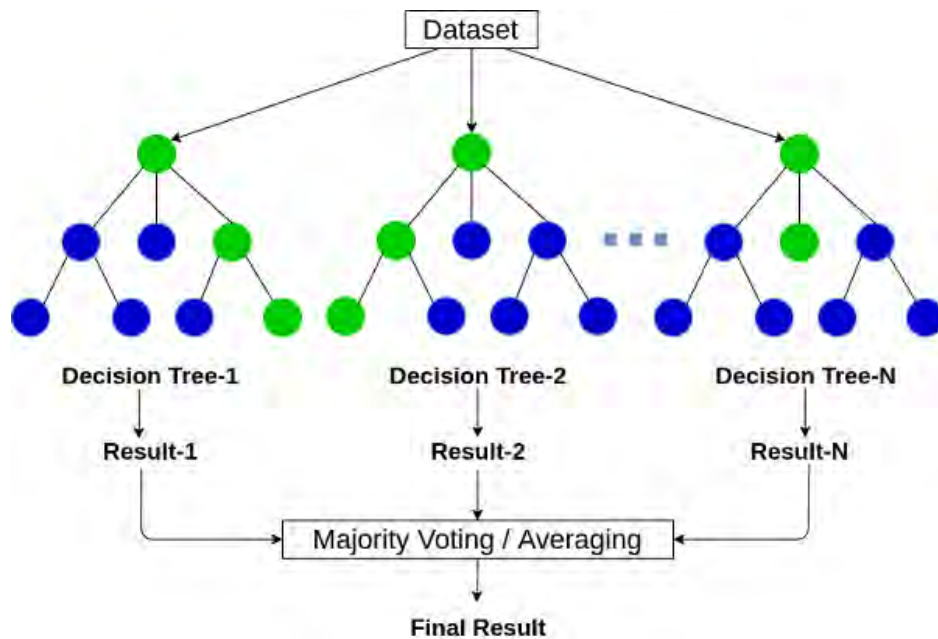 Dataset
Decision Tree-1
Decision Tree-2
Decision Tree-N
Result-1
Result-2
Result-N
Majority Voting / Averaging
Final Result